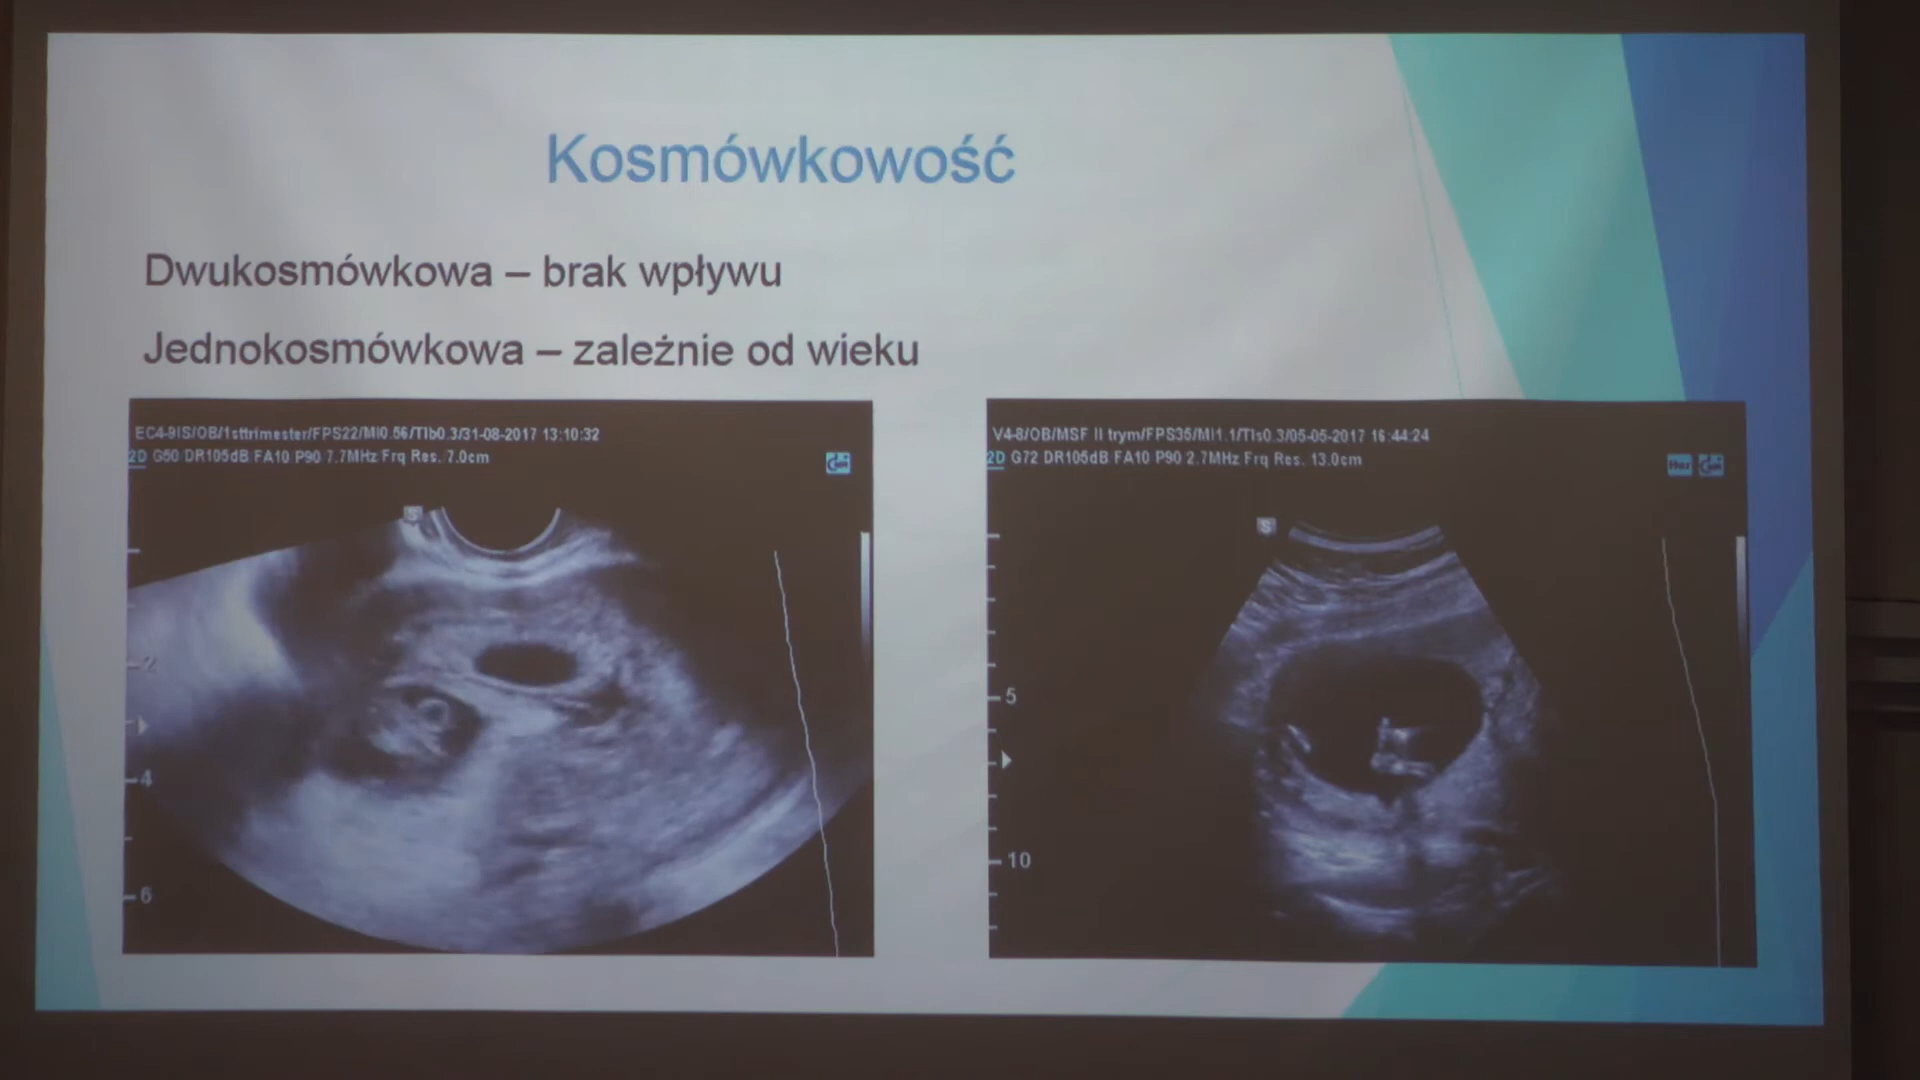 Kosmówkowość
Dwukosmówkowa – brak wpływu
Jednokosmówkowa – zależnie od wieku
EC4-9IS/OB/1sttrimester/FPS22/MI0.56/TIb0.3/31-08-2017 13:10:32
2D G50 DR105dB FA10 P90 7.7MHz Frq Res. 7.0cm
S
2
4
6
V4-8/OB/MSF II trym/FPS35/MI1.1/TIs0.3/05-05-2017 16:44:24
2D G72 DR105dB FA10 P90 2.7MHz Frq Res. 13.0cm
S
5
10